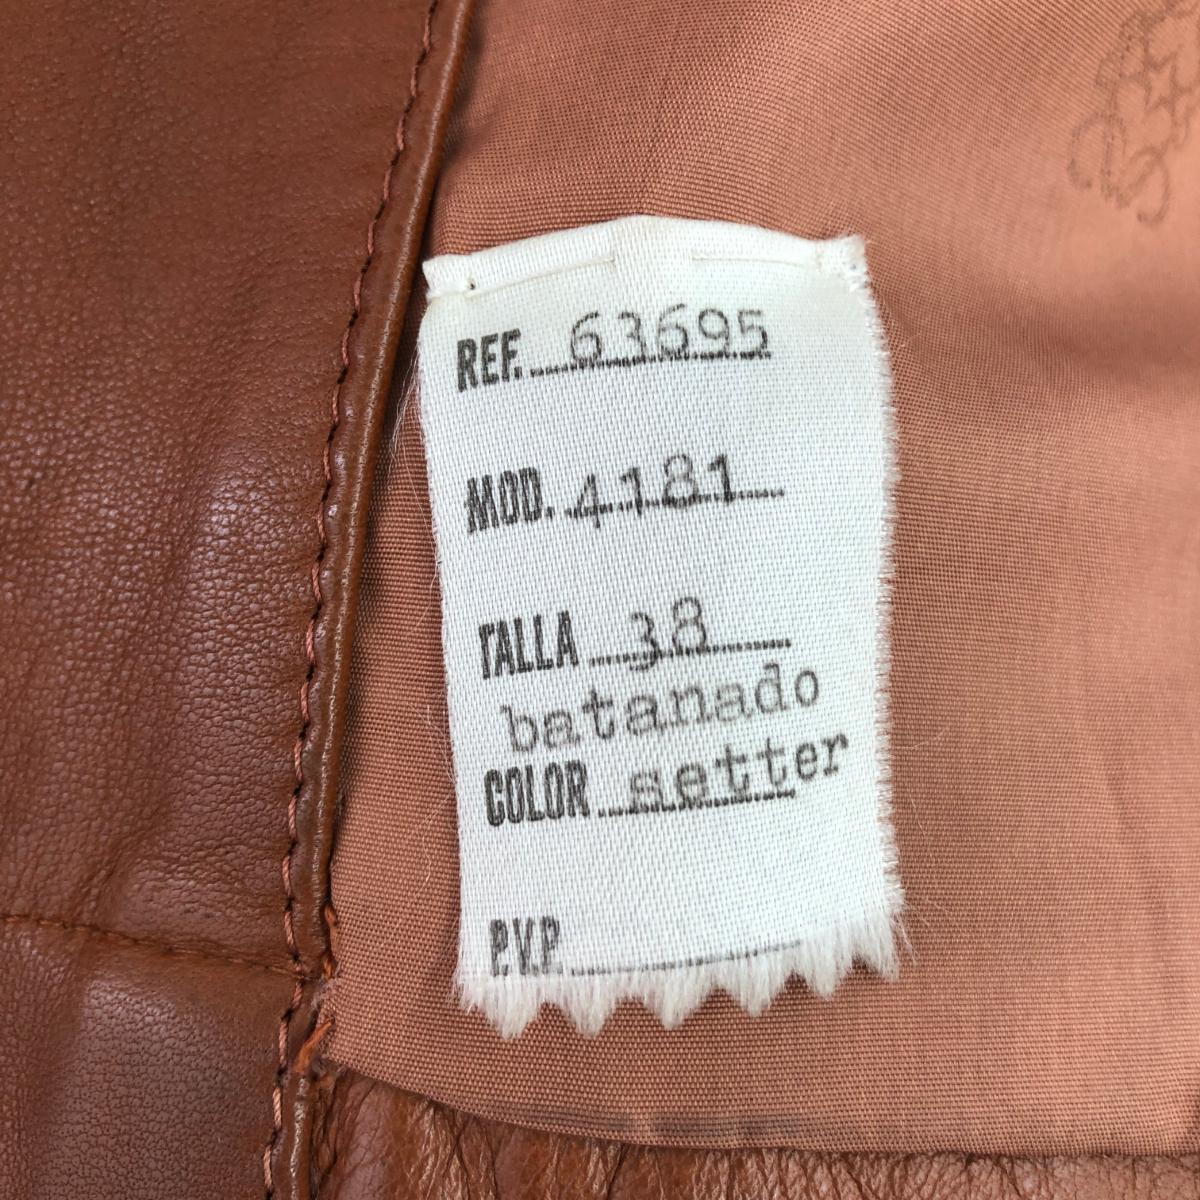 REF. 63695
MOD. 4181
TALLA 38
batanado
COLOR setter
P.V.P.